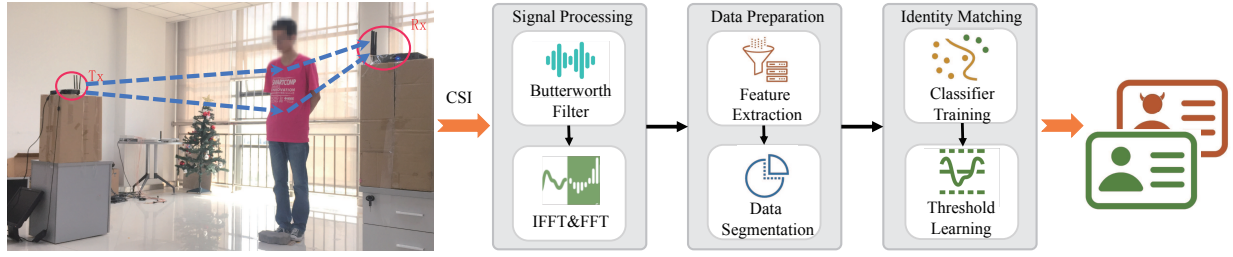 Tx
Rx
CSI
Signal Processing
Butterworth
Filter
IFFT&FFT
Data Preparation
Feature
Extraction
Data
Segmentation
Identity Matching
Classifier
Training
Threshold
Learning